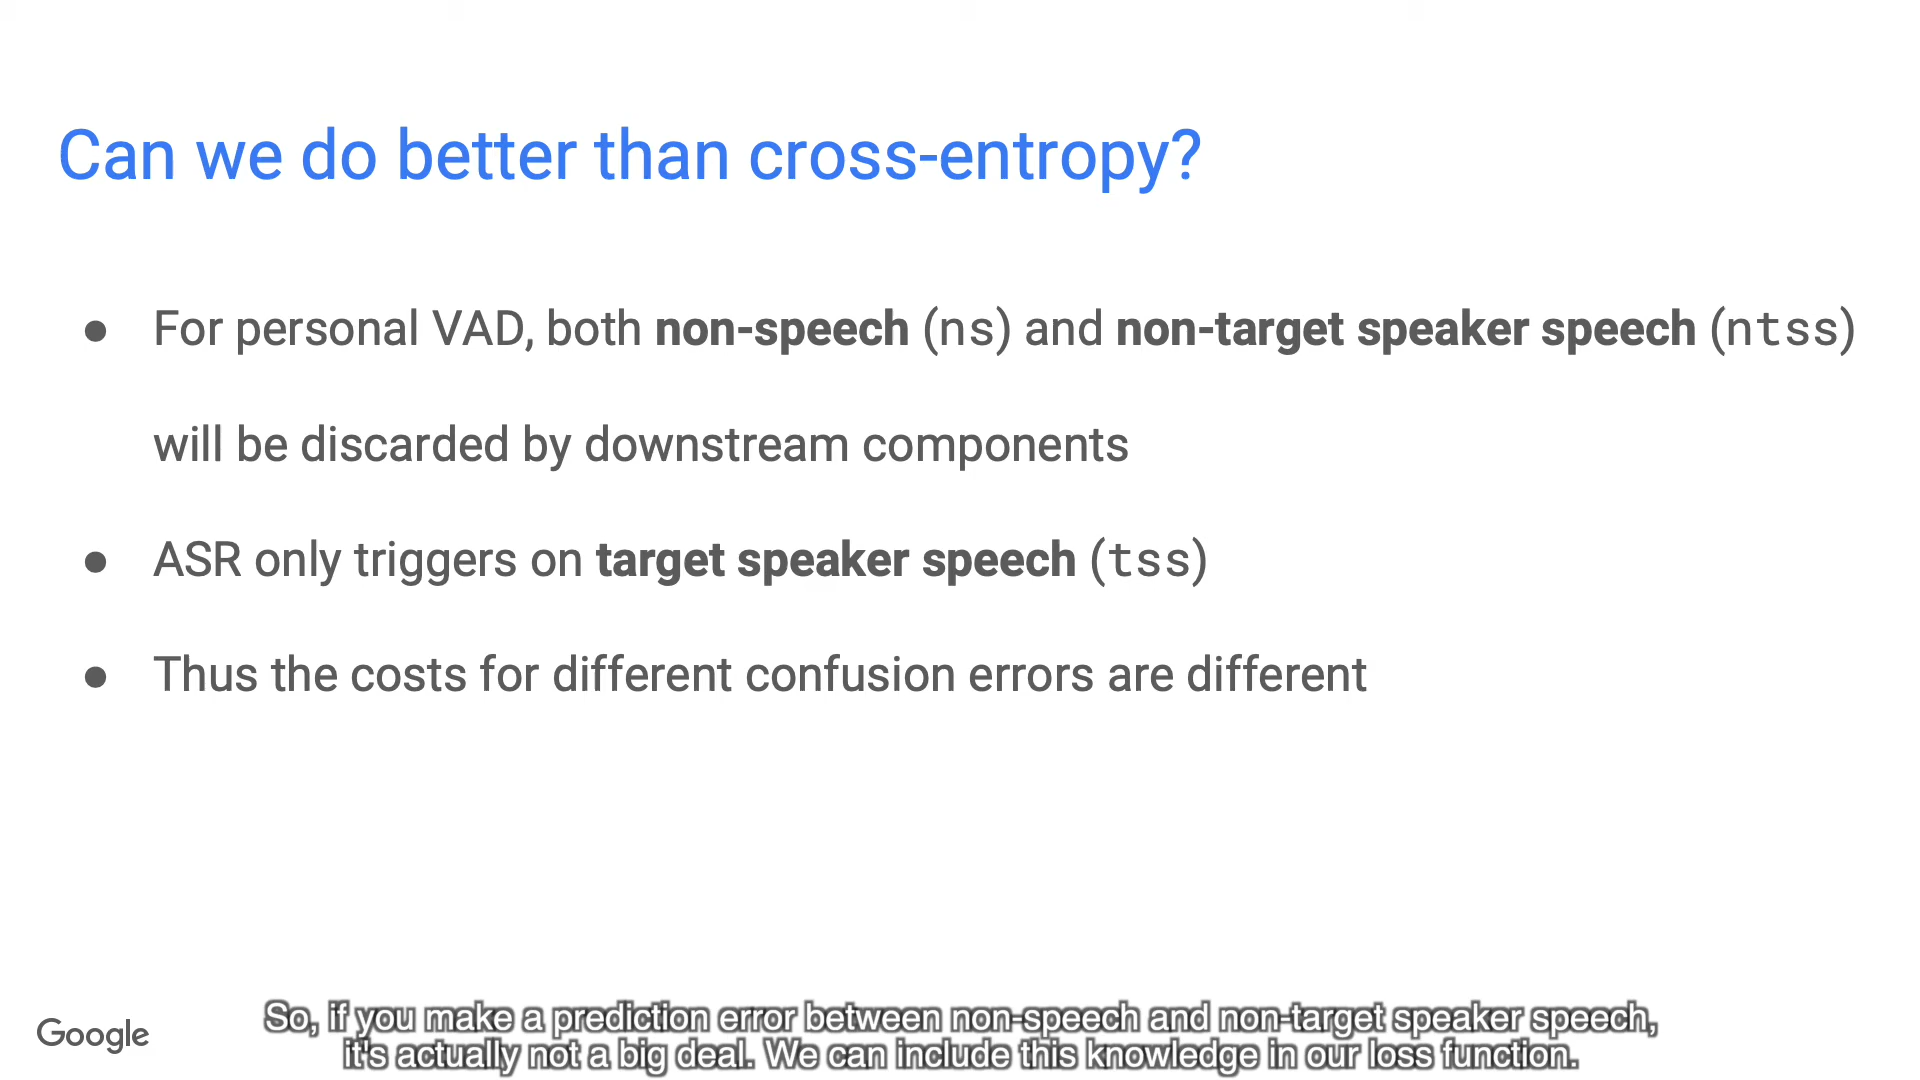 Can we do better than cross-entropy?
● For personal VAD, both non-speech (ns) and non-target speaker speech (ntss)
will be discarded by downstream components
● ASR only triggers on target speaker speech (tss)
● Thus the costs for different confusion errors are different
Google
So, if you make a prediction error between non-speech and non-target speaker speech,
it's actually not a big deal. We can include this knowledge in our loss function.